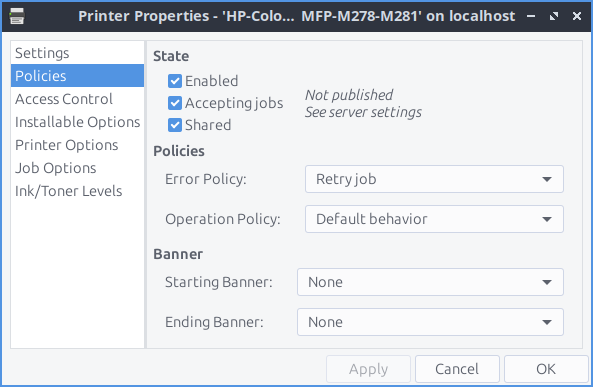 Printer Properties - 'HP-Colo... MFP-M278-M281' on localhost
Settings
Policies
Access Control
Installable Options
Printer Options
Job Options
Ink/Toner Levels
State
Enabled
Accepting jobs
Shared
Not published
See server settings
Policies
Error Policy: Retry job
Operation Policy: Default behavior
Banner
Starting Banner: None
Ending Banner: None
Apply Cancel OK